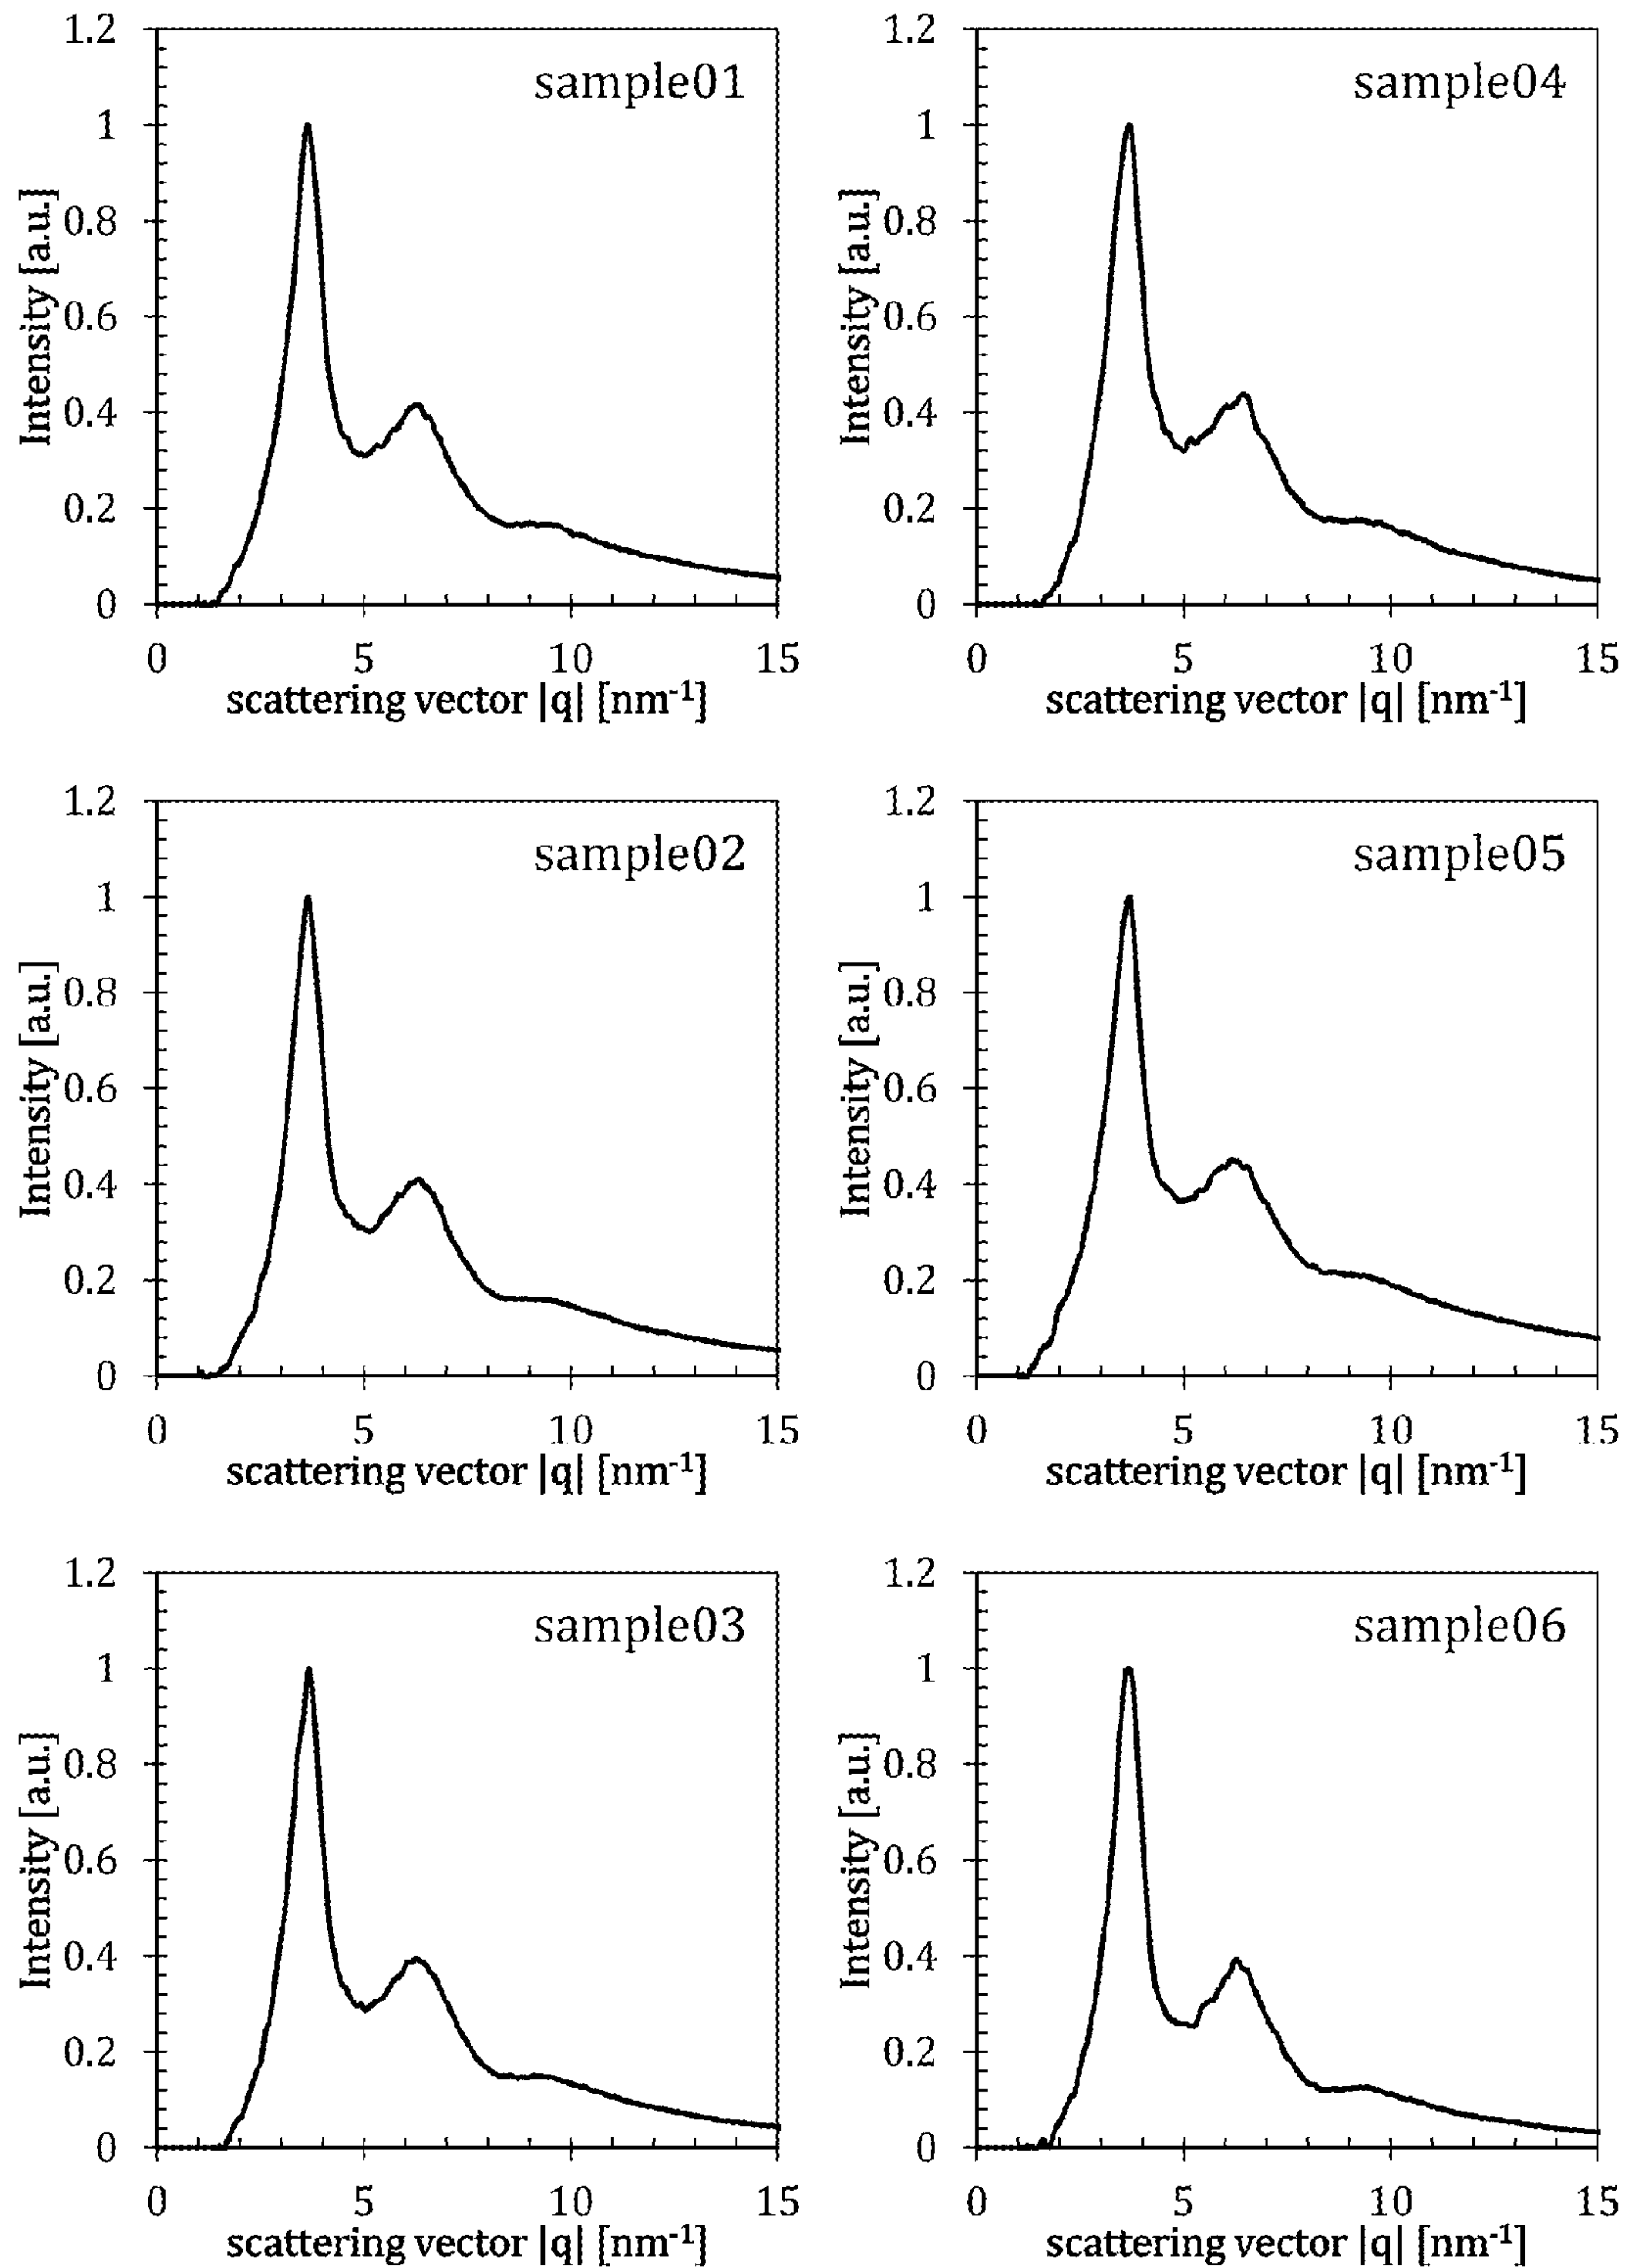 1.2
sample01
1
0.8
0.6
0.4
0.2
0
Intensity [a.u.]
0 5 10 15
scattering vector |q| [nm-1]
1.2
sample04
1
0.8
0.6
0.4
0.2
0
Intensity [a.u.]
0 5 10 15
scattering vector |q| [nm-1]
1.2
sample02
1
0.8
0.6
0.4
0.2
0
Intensity [a.u.]
0 5 10 15
scattering vector |q| [nm-1]
1.2
sample05
1
0.8
0.6
0.4
0.2
0
Intensity [a.u.]
0 5 10 15
scattering vector |q| [nm-1]
1.2
sample03
1
0.8
0.6
0.4
0.2
0
Intensity [a.u.]
0 5 10 15
scattering vector |q| [nm-1]
1.2
sample06
1
0.8
0.6
0.4
0.2
0
Intensity [a.u.]
0 5 10 15
scattering vector |q| [nm-1]